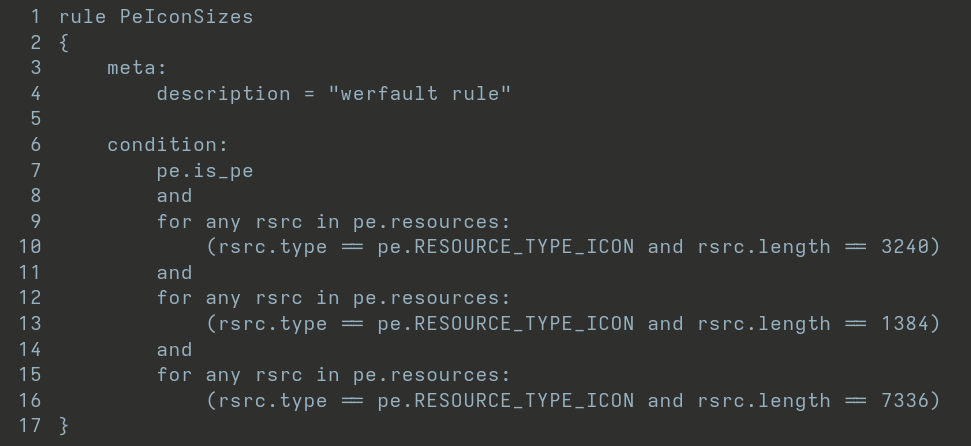 1 rule PeIconSizes
2 {
3     meta:
4         description = "werfault rule"
5
6     condition:
7         pe.is_pe
8         and
9         for any rsrc in pe.resources:
10             (rsrc.type == pe.RESOURCE_TYPE_ICON and rsrc.length == 3240)
11         and
12         for any rsrc in pe.resources:
13             (rsrc.type == pe.RESOURCE_TYPE_ICON and rsrc.length == 1384)
14         and
15         for any rsrc in pe.resources:
16             (rsrc.type == pe.RESOURCE_TYPE_ICON and rsrc.length == 7336)
17 }